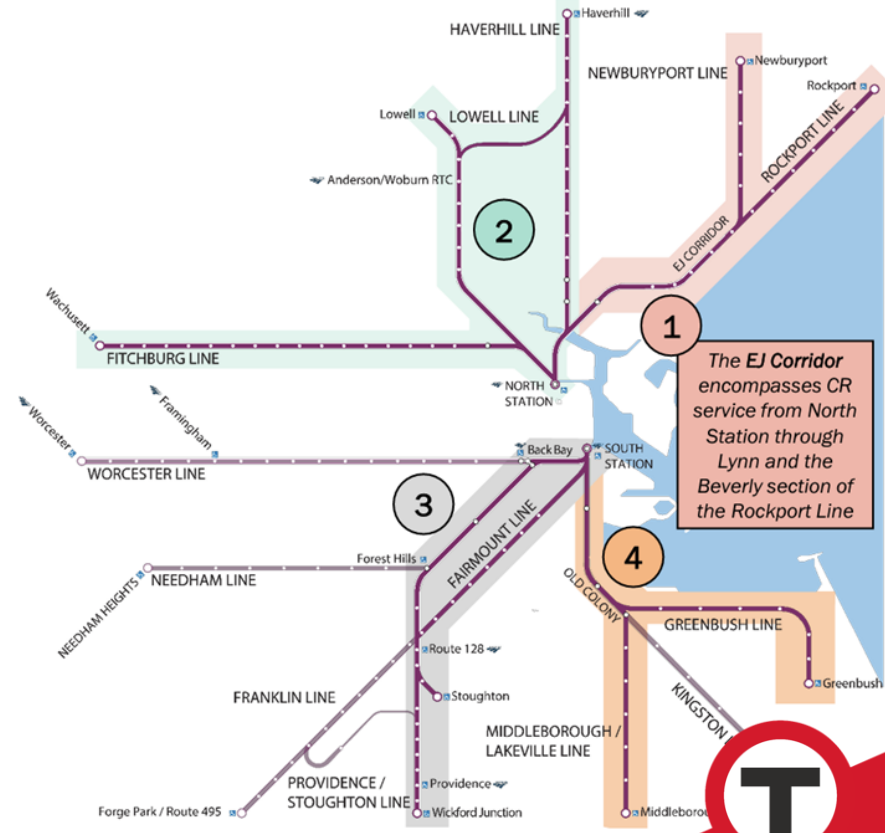 Haverhill
HAVERHILL LINE
NEWBURYPORT LINE
Newburyport
Rockport
ROCKPORT LINE
Lowell
LOWELL LINE
Anderson/Woburn RTC
2
EJ CORRIDOR
1
Wachusett
FITCHBURG LINE
The EJ Corridor
encompasses CR
service from North
Station through
Lynn and the
Beverly section of
the Rockport Line
NORTH
STATION
Worcester
Framingham
WORCESTER LINE
Back Bay
SOUTH
STATION
3
FAIRMOUNT LINE
4
Forest Hills
NEEDHAM LINE
NEEDHAM HEIGHTS
OLD COLONY
GREENBUSH LINE
Greenbush
Route 128
Stoughton
FRANKLIN LINE
KINGSTON
MIDDLEBOROUGH /
LAKEVILLE LINE
PROVIDENCE /
STOUGHTON LINE
Providence
Wickford Junction
Forge Park / Route 495
Middleborou
T